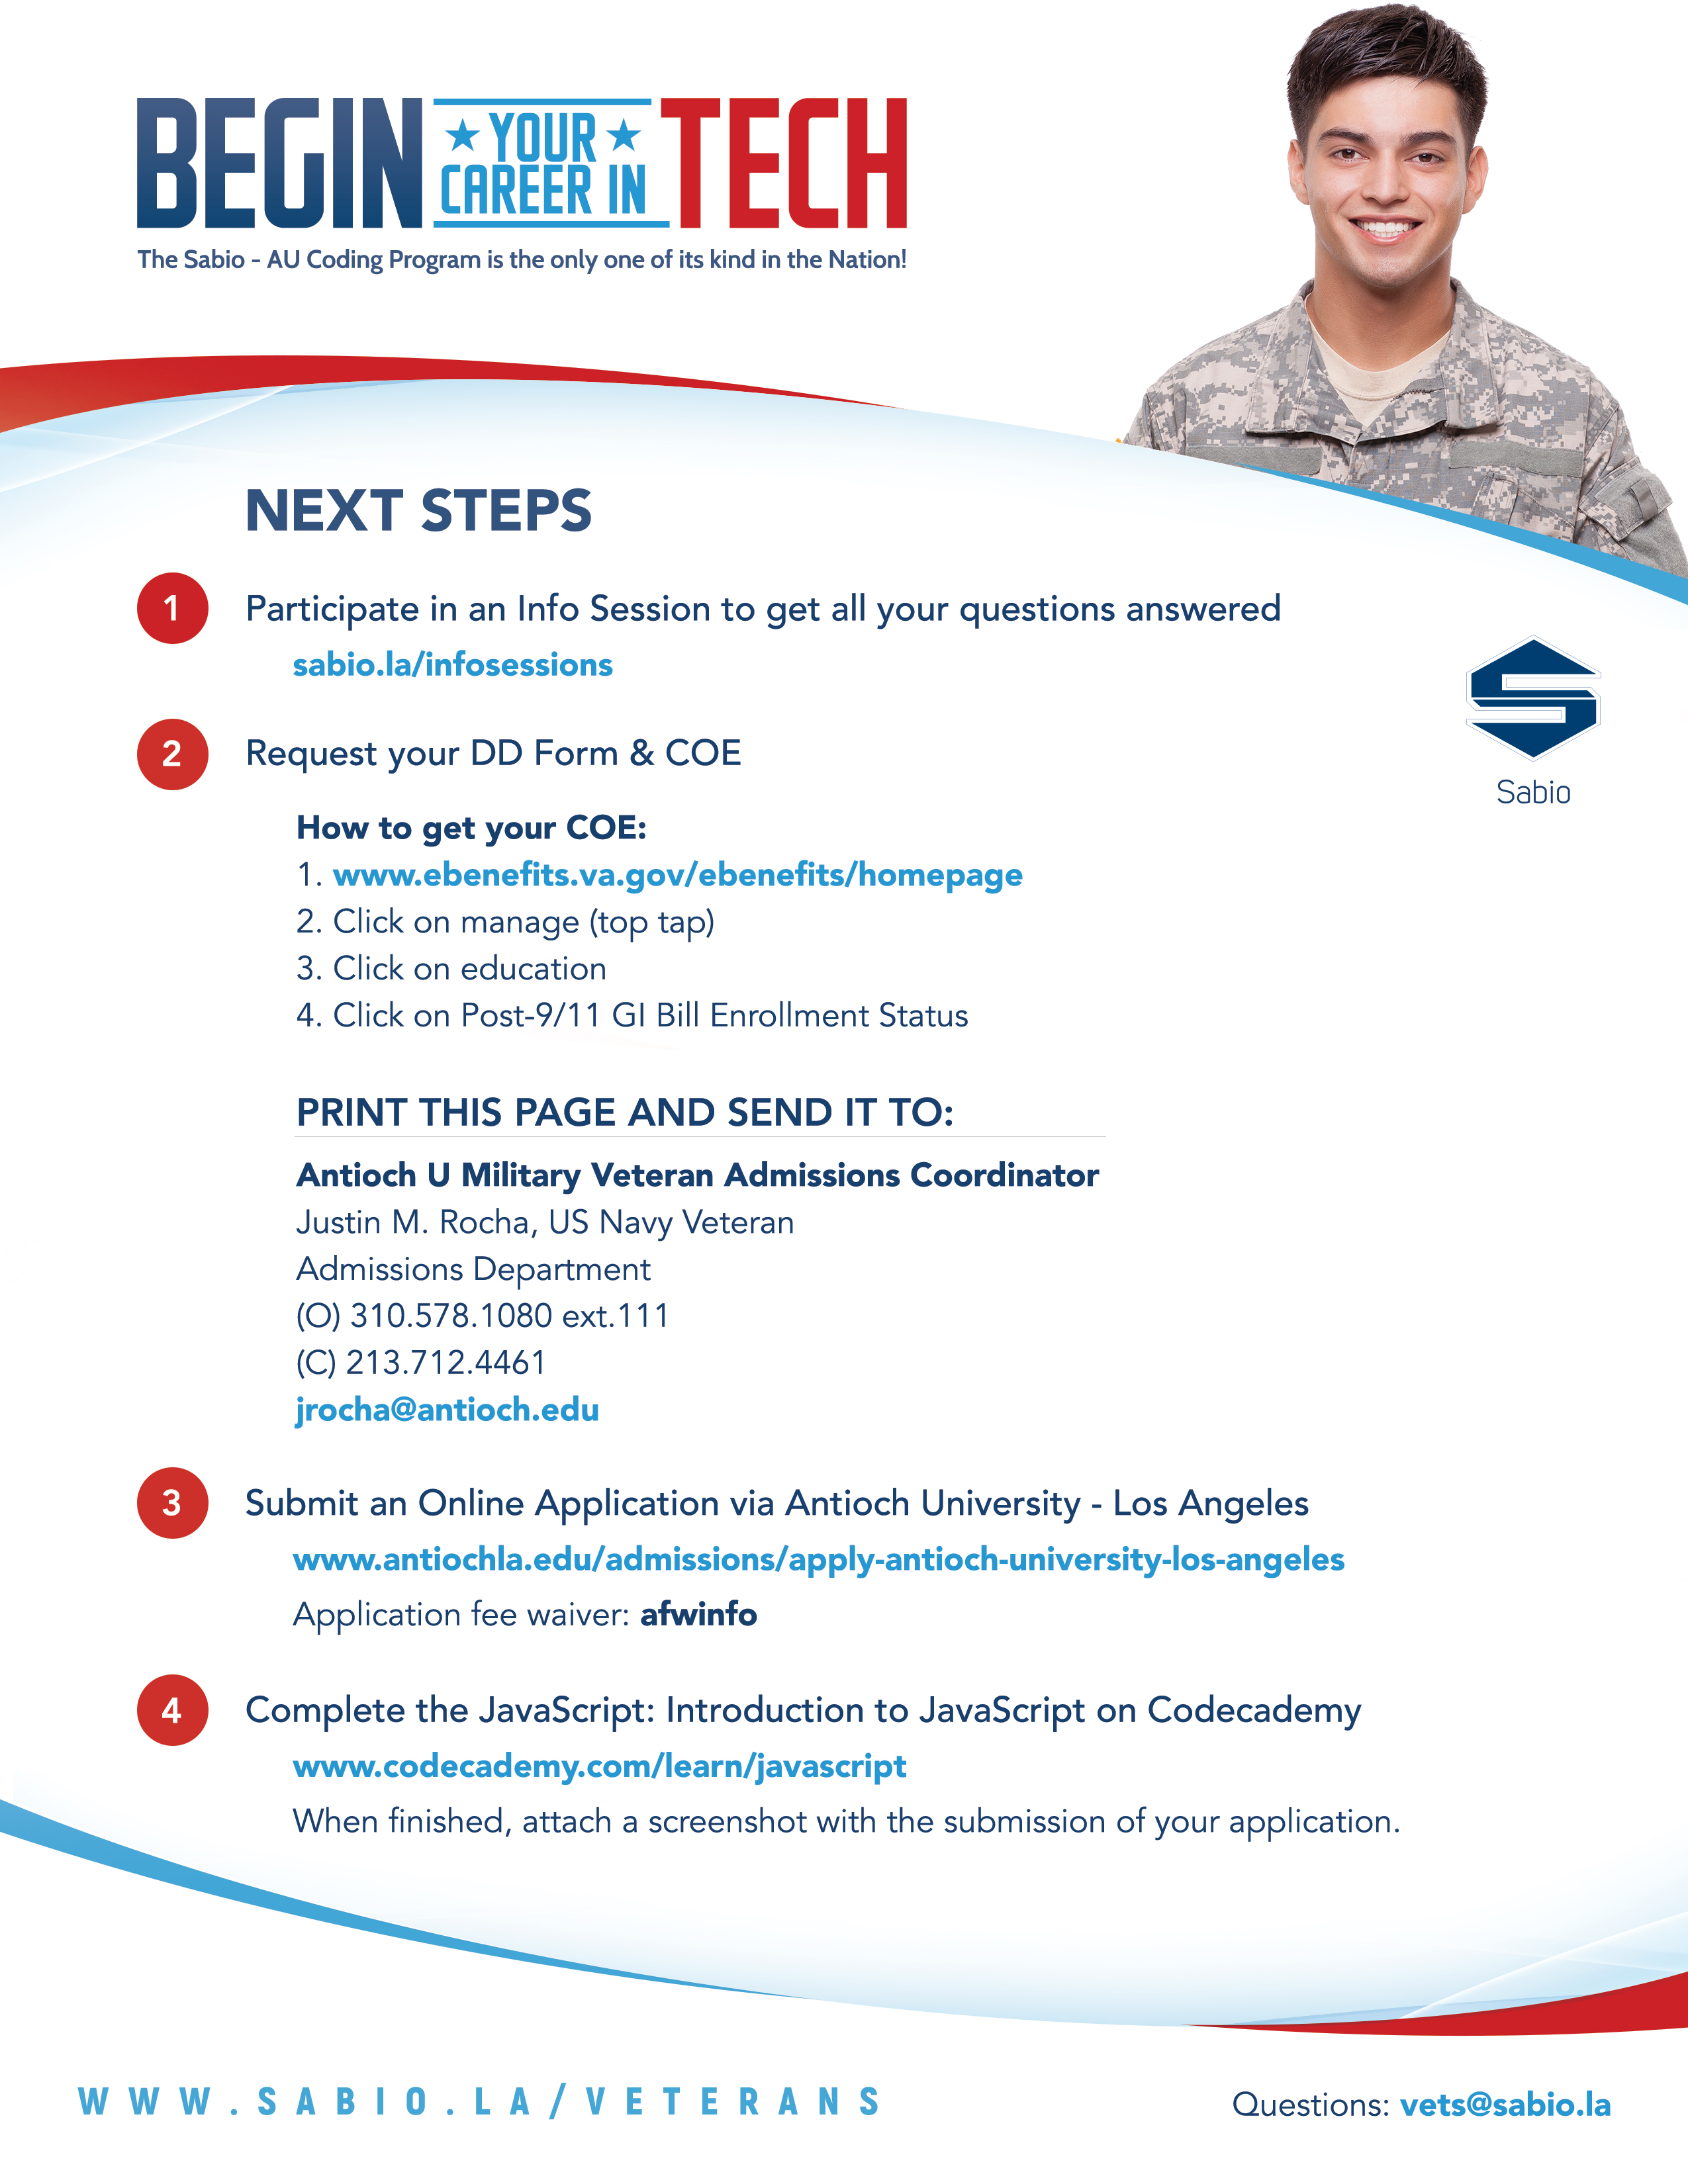 BEGIN ★ YOUR ★ CAREER IN TECH
The Sabio - AU Coding Program is the only one of its kind in the Nation!
NEXT STEPS
1 Participate in an Info Session to get all your questions answered
sabio.la/infosessions
Sabio
2 Request your DD Form & COE
How to get your COE:
1. www.ebenefits.va.gov/ebenefits/homepage
2. Click on manage (top tap)
3. Click on education
4. Click on Post-9/11 GI Bill Enrollment Status
PRINT THIS PAGE AND SEND IT TO:
Antioch U Military Veteran Admissions Coordinator
Justin M. Rocha, US Navy Veteran
Admissions Department
(O) 310.578.1080 ext.111
(C) 213.712.4461
jrocha@antioch.edu
3 Submit an Online Application via Antioch University - Los Angeles
www.antiochla.edu/admissions/apply-antioch-university-los-angeles
Application fee waiver: afwinfo
4 Complete the JavaScript: Introduction to JavaScript on Codecademy
www.codecademy.com/learn/javascript
When finished, attach a screenshot with the submission of your application.
WWW.SABIO.LA/VETERANS
Questions: vets@sabio.la